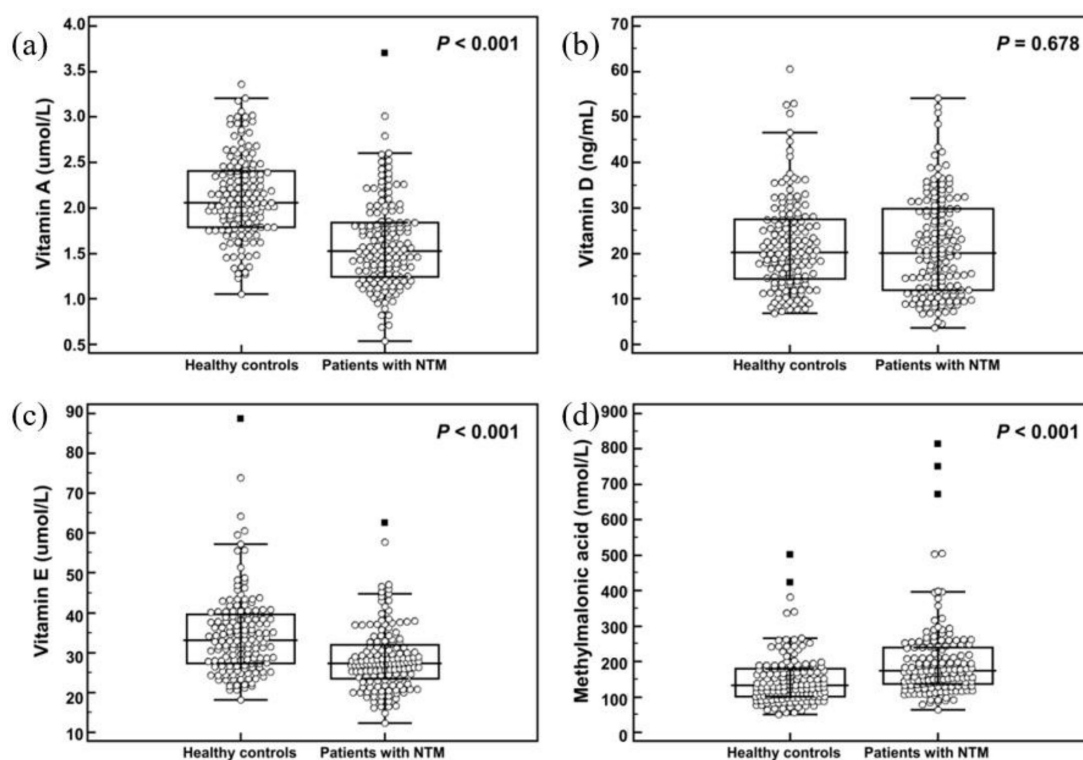 (a)
P < 0.001
Vitamin A (umol/L)
4.0
3.5
3.0
2.5
2.0
1.5
1.0
0.5
Healthy controls
Patients with NTM
(b)
P = 0.678
Vitamin D (ng/mL)
70
60
50
40
30
20
10
0
Healthy controls
Patients with NTM
(c)
P < 0.001
Vitamin E (umol/L)
90
80
70
60
50
40
30
20
10
Healthy controls
Patients with NTM
(d)
P < 0.001
Methylmalonic acid (nmol/L)
900
800
700
600
500
400
300
200
100
0
Healthy controls
Patients with NTM